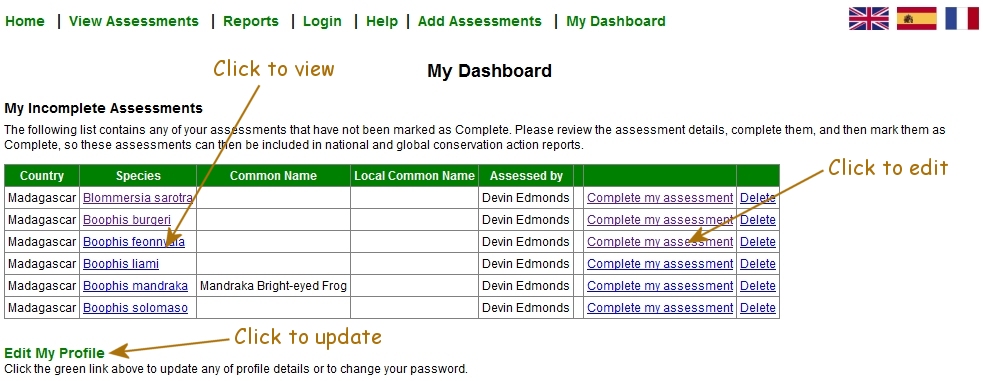 Home | View Assessments | Reports | Login | Help | Add Assessments | My Dashboard
Click to view
My Dashboard
My Incomplete Assessments
The following list contains any of your assessments that have not been marked as Complete. Please review the assessment details, complete them, and then mark them as
Complete, so these assessments can then be included in national and global conservation action reports.
Click to edit
Country Species Common Name Local Common Name Assessed by
Madagascar Blommersia sarotra Devin Edmonds Complete my assessment Delete
Madagascar Boophis burgeri Devin Edmonds Complete my assessment Delete
Madagascar Boophis feonnyala Devin Edmonds Complete my assessment Delete
Madagascar Boophis liami Devin Edmonds Complete my assessment Delete
Madagascar Boophis mandraka Mandraka Bright-eyed Frog Devin Edmonds Complete my assessment Delete
Madagascar Boophis solomaso Devin Edmonds Complete my assessment Delete
Click to update
Edit My Profile
Click the green link above to update any of profile details or to change your password.